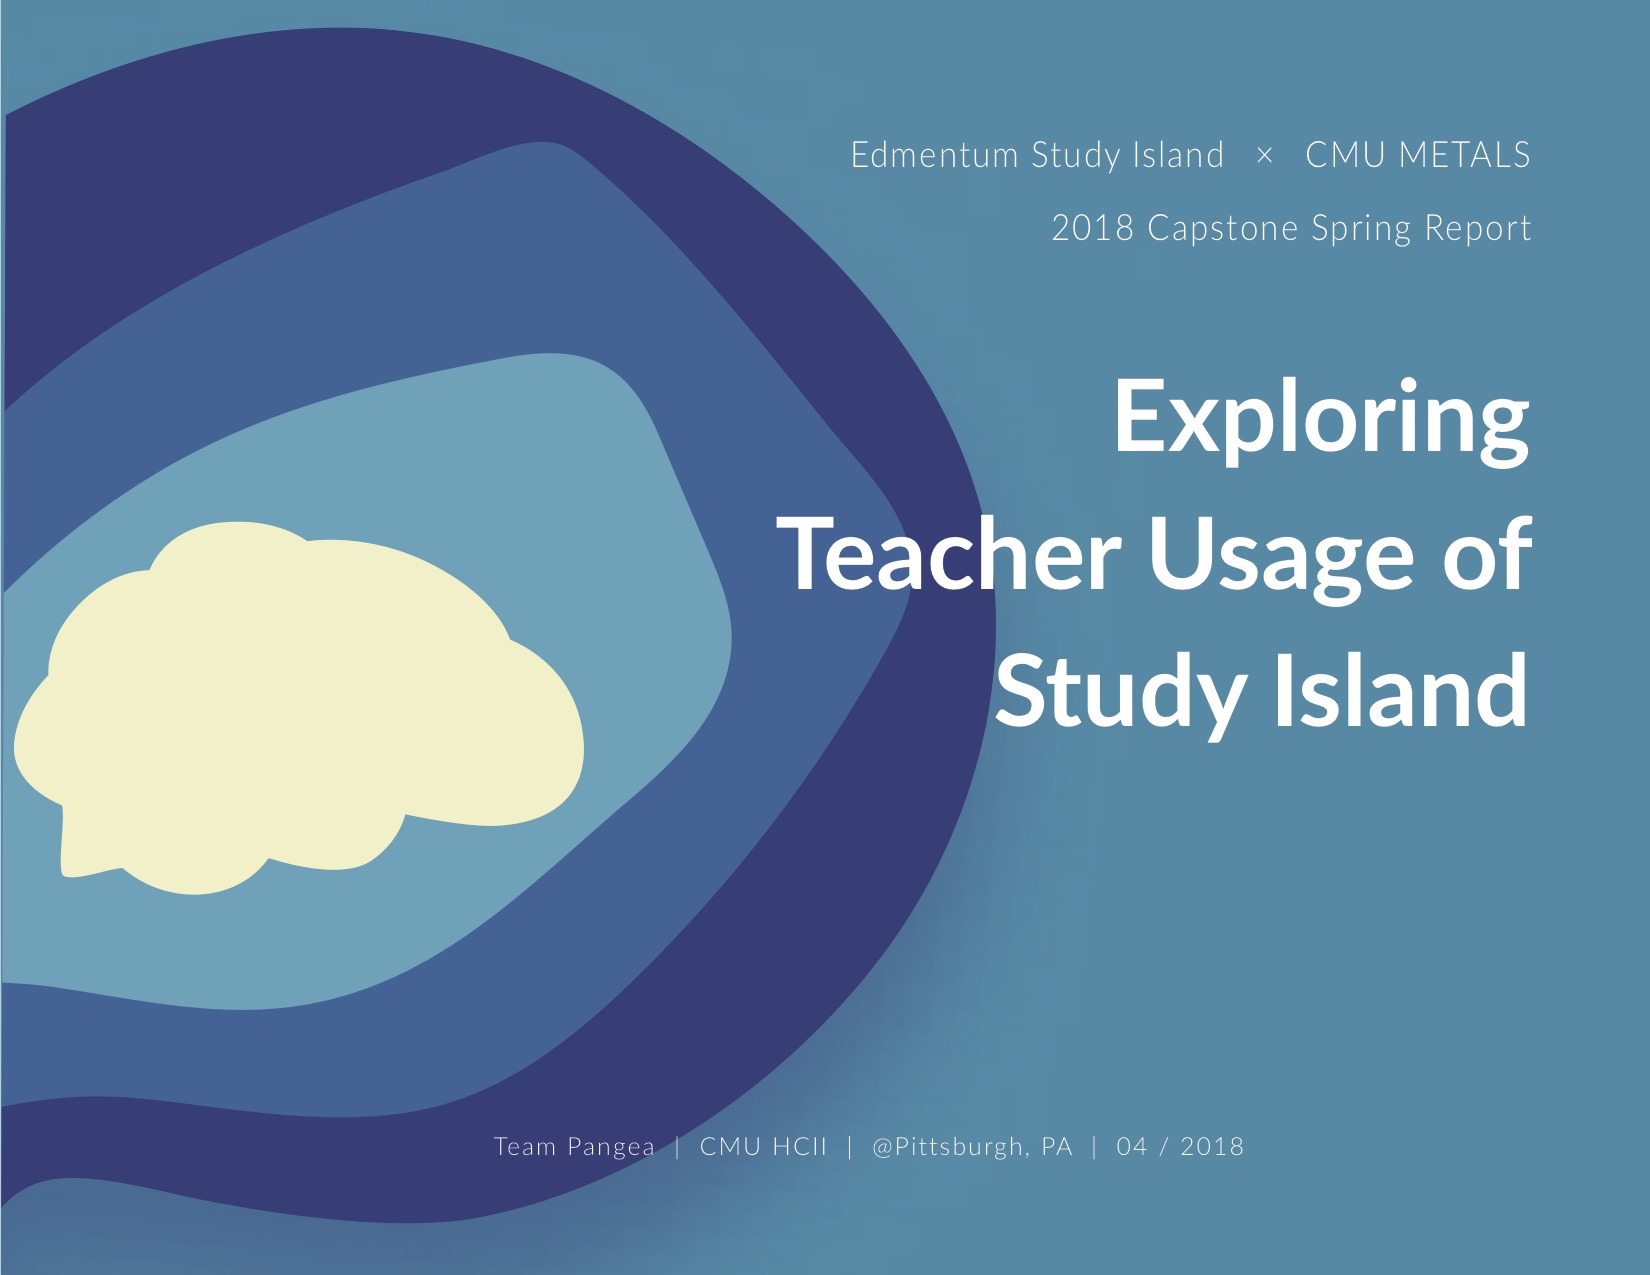 Edmentum Study Island × CMU METALS
2018 Capstone Spring Report
Exploring
Teacher Usage of
Study Island
Team Pangea | CMU HCII | @Pittsburgh, PA | 04 / 2018